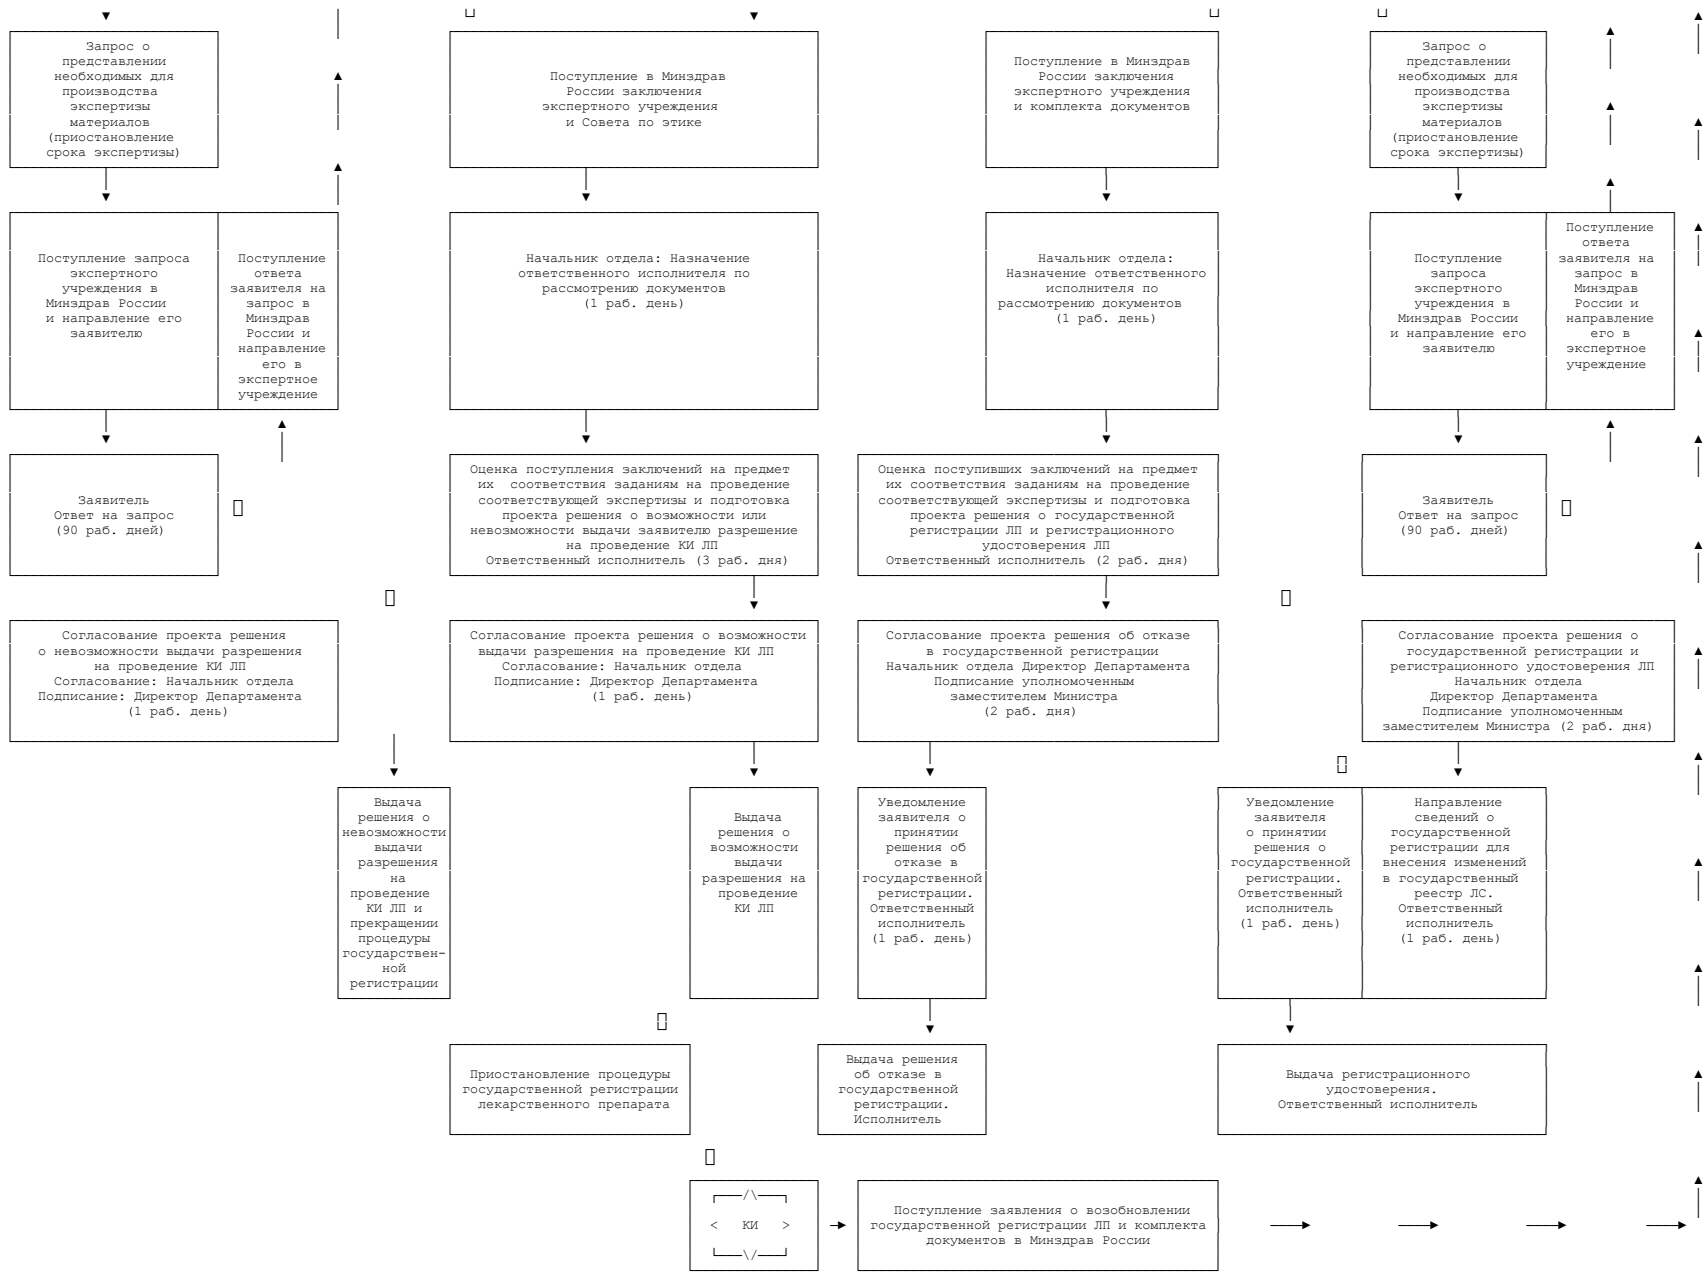 Запрос о
представлении
необходимых для
производства
экспертизы
материалов
(приостановление
срока экспертизы)
Поступление в Минздрав
России заключения
экспертного учреждения
и Совета по этике
Поступление в Минздрав
России заключения
экспертного учреждения
и комплекта документов
Запрос о
представлении
необходимых для
производства
экспертизы
материалов
(приостановление
срока экспертизы)
Поступление запроса
экспертного
учреждения в
Минздрав России
и направление его
заявителю
Поступление
ответа
заявителя на
запрос в
Минздрав
России и
направление
его в
экспертное
учреждение
Начальник отдела: Назначение
ответственного исполнителя по
рассмотрению документов
(1 раб. день)
Начальник отдела:
Назначение ответственного
исполнителя по
рассмотрению документов
(1 раб. день)
Поступление
запроса
экспертного
учреждения в
Минздрав России
и направление его
заявителю
Поступление
ответа
заявителя на
запрос в
Минздрав
России и
направление
его в
экспертное
учреждение
Заявитель
Ответ на запрос
(90 раб. дней)
Оценка поступления заключений на предмет
их соответствия заданиям на проведение
соответствующей экспертизы и подготовка
проекта решения о возможности или
невозможности выдачи заявителю разрешение
на проведение КИ ЛП
Ответственный исполнитель (3 раб. дня)
Оценка поступивших заключений на предмет
их соответствия заданиям на проведение
соответствующей экспертизы и подготовка
проекта решения о государственной
регистрации ЛП и регистрационного
удостоверения ЛП
Ответственный исполнитель (2 раб. дня)
Заявитель
Ответ на запрос
(90 раб. дней)
Согласование проекта решения
о невозможности выдачи разрешения
на проведение КИ ЛП
Согласование: Начальник отдела
Подписание: Директор Департамента
(1 раб. день)
Согласование проекта решения о возможности
выдачи разрешения на проведение КИ ЛП
Согласование: Начальник отдела
Подписание: Директор Департамента
(1 раб. день)
Согласование проекта решения об отказе
в государственной регистрации
Начальник отдела Директор Департамента
Подписание уполномоченным
заместителем Министра
(2 раб. дня)
Согласование проекта решения о
государственной регистрации и
регистрационного удостоверения ЛП
Начальник отдела
Директор Департамента
Подписание уполномоченным
заместителем Министра (2 раб. дня)
Выдача
решения о
невозможности
выдачи
разрешения
на
проведение
КИ ЛП и
прекращении
процедуры
государствен-
ной
регистрации
Выдача
решения о
возможности
выдачи
разрешения на
проведение
КИ ЛП
Уведомление
заявителя о
принятии
решения об
отказе в
государственной
регистрации.
Ответственный
исполнитель
(1 раб. день)
Уведомление
заявителя
о принятии
решения о
государственной
регистрации.
Ответственный
исполнитель
(1 раб. день)
Направление
сведений о
государственной
регистрации для
внесения изменений
в государственный
реестр ЛС.
Ответственный
исполнитель
(1 раб. день)
Приостановление процедуры
государственной регистрации
лекарственного препарата
Выдача решения
об отказе в
государственной
регистрации.
Исполнитель
Выдача регистрационного
удостоверения.
Ответственный исполнитель
< КИ >
Поступление заявления о возобновлении
государственной регистрации ЛП и комплекта
документов в Минздрав России